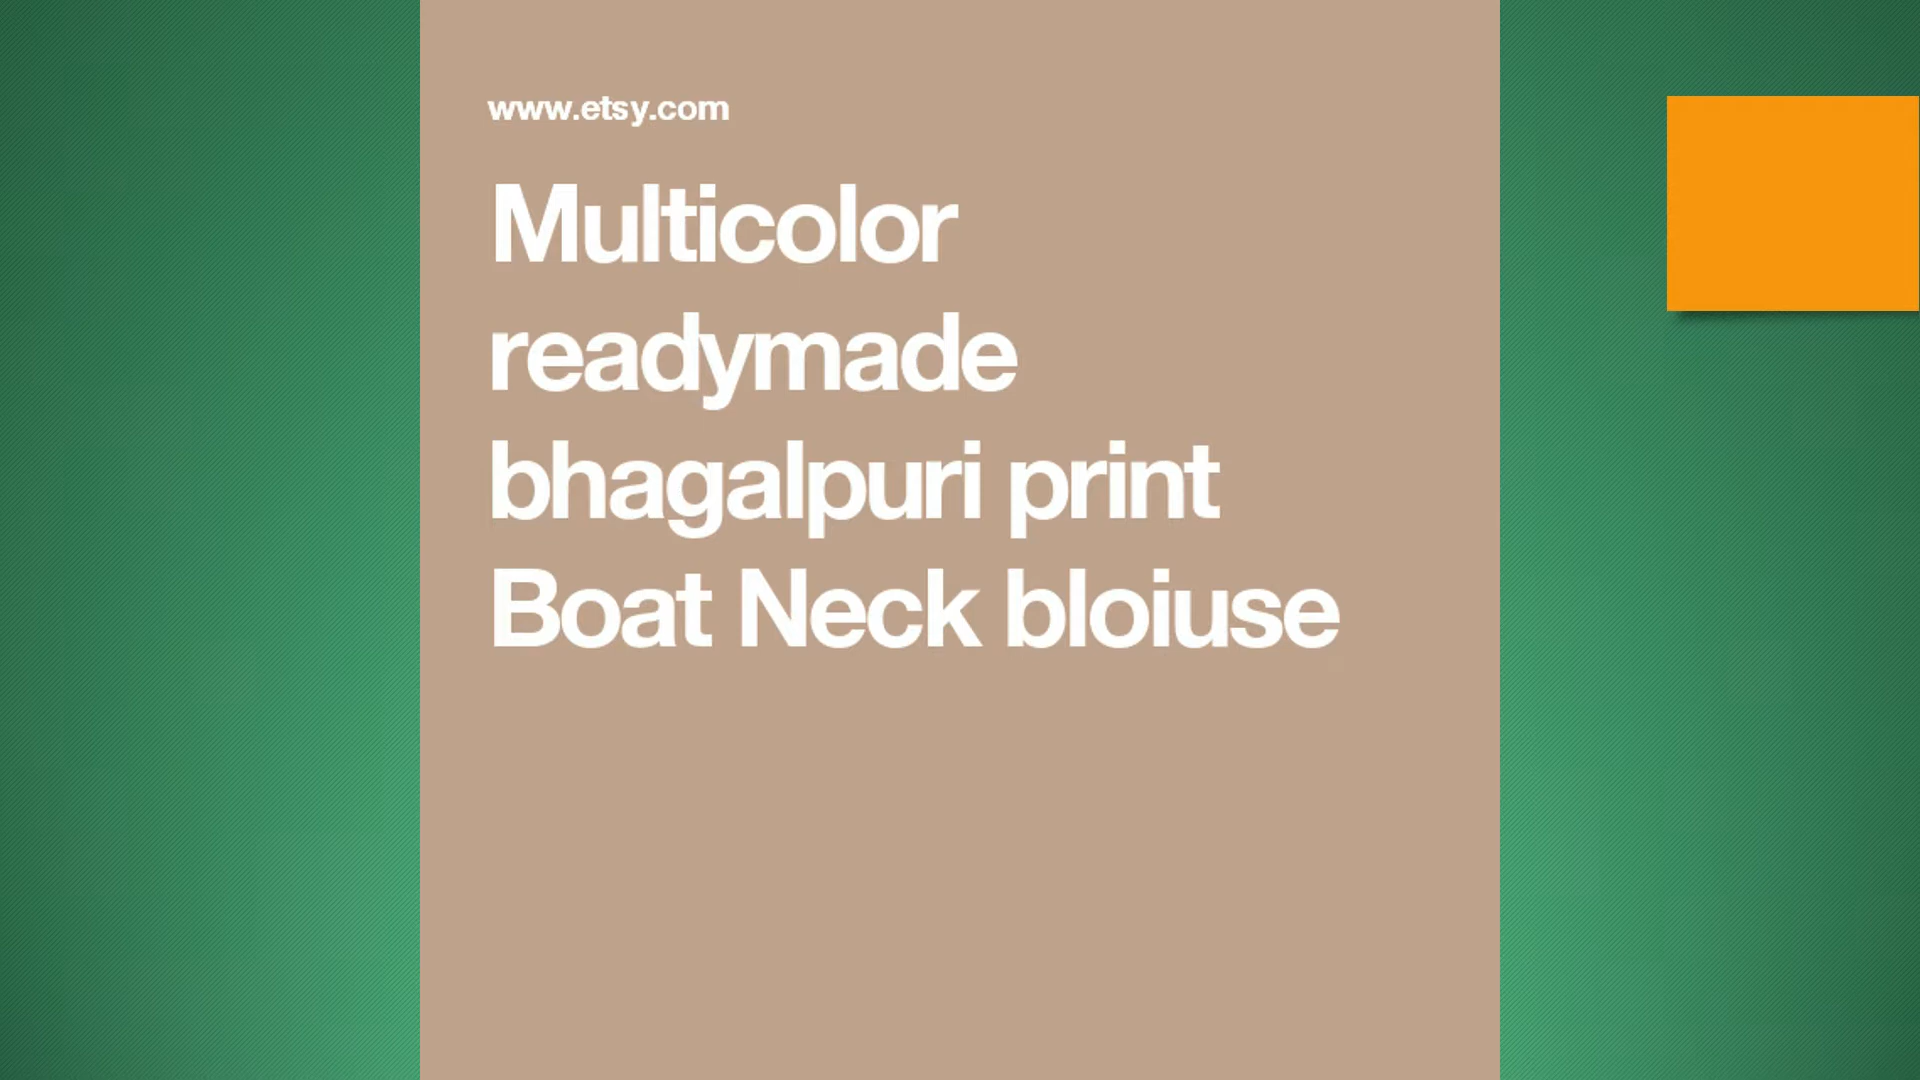 www.etsy.com
Multicolor
readymade
bhagalpuri print
Boat Neck bloiuse